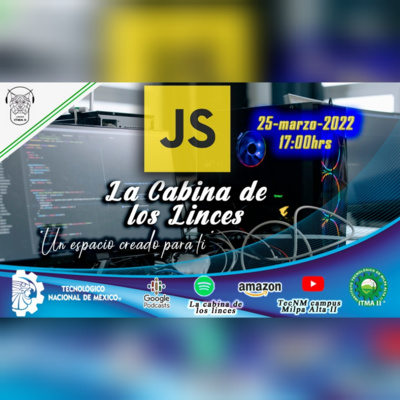 JS
25-marzo-2022
17:00hrs
La Cabina de
los Linces
"Un espacio creado para ti"
TECNOLÓGICO
NACIONAL DE MÉXICO
Google
Podcasts
La cabina de
los linces
amazon
TecNM campus
Milpa Alta II
ITMA II